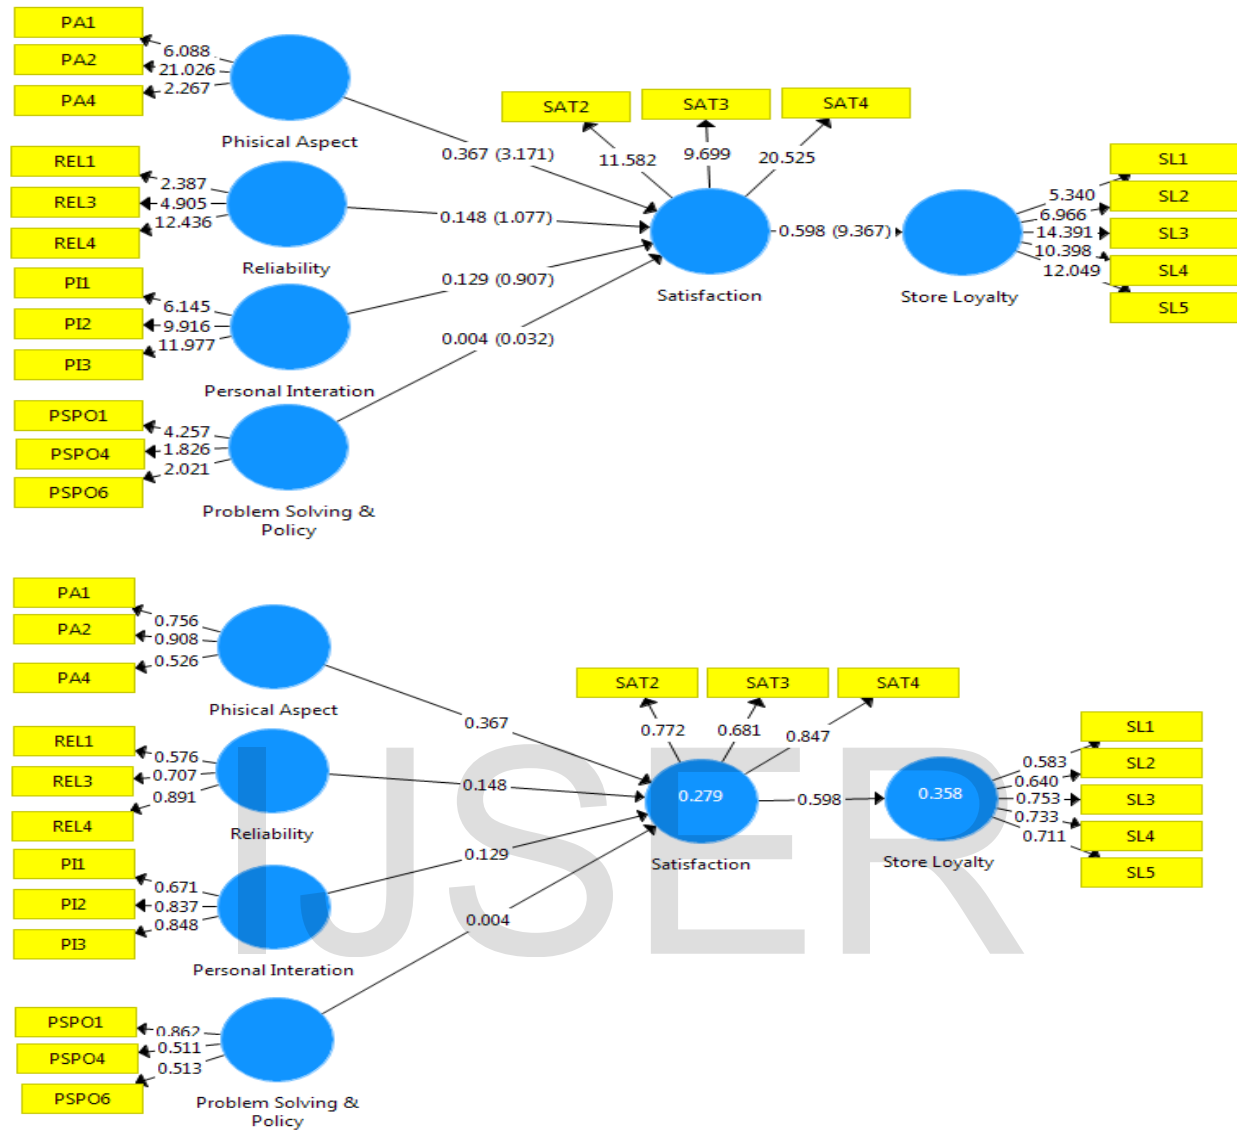 PA1
6.088
PA2
21.026
PA4
2.267
Phisical Aspect
0.367 (3.171)
REL1
2.387
REL3
4.905
REL4
12.436
Reliability
0.148 (1.077)
PI1
6.145
PI2
9.916
PI3
11.977
Personal Interation
0.129 (0.907)
PSPO1
4.257
PSPO4
1.826
PSPO6
2.021
Problem Solving &
Policy
0.004 (0.032)
SAT2
SAT3
SAT4
11.582
9.699
20.525
Satisfaction
0.598 (9.367)
Store Loyalty
SL1
5.340
SL2
6.966
SL3
14.391
SL4
10.398
SL5
12.049
PA1
0.756
PA2
0.908
PA4
0.526
Phisical Aspect
0.367
REL1
0.576
REL3
0.707
REL4
0.891
Reliability
0.148
PI1
0.671
PI2
0.837
PI3
0.848
Personal Interation
0.129
PSPO1
0.862
PSPO4
0.511
PSPO6
0.513
Problem Solving &
Policy
0.004
SAT2
SAT3
SAT4
0.772
0.681
0.847
0.279
Satisfaction
0.598
0.358
Store Loyalty
SL1
0.583
SL2
0.640
SL3
0.753
SL4
0.733
SL5
0.711
IJSER